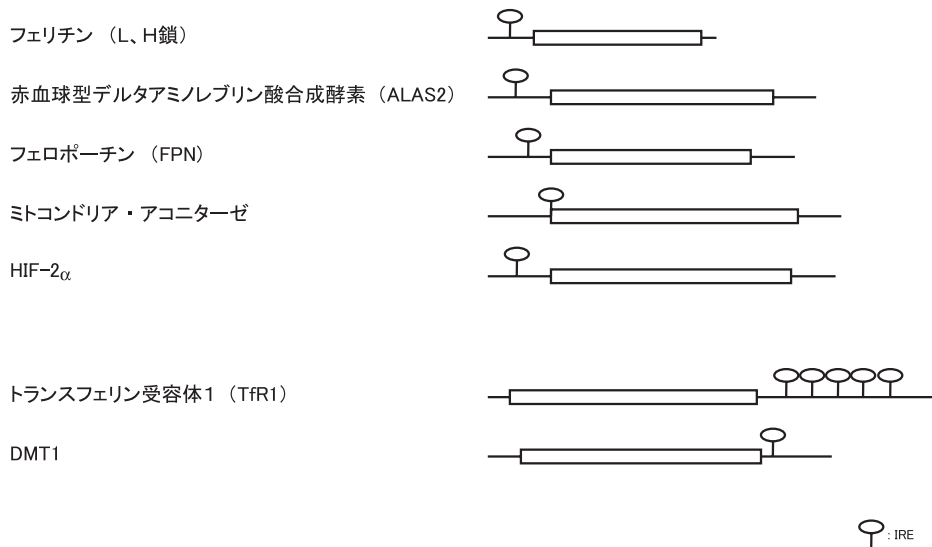 フェリチン （L、H鎖）
赤血球型デルタアミノレブリン酸合成酵素 （ALAS2）
フェロポーチン （FPN）
ミトコンドリア・アコニターゼ
HIF-2α
トランスフェリン受容体1 （TfR1）
DMT1
: IRE